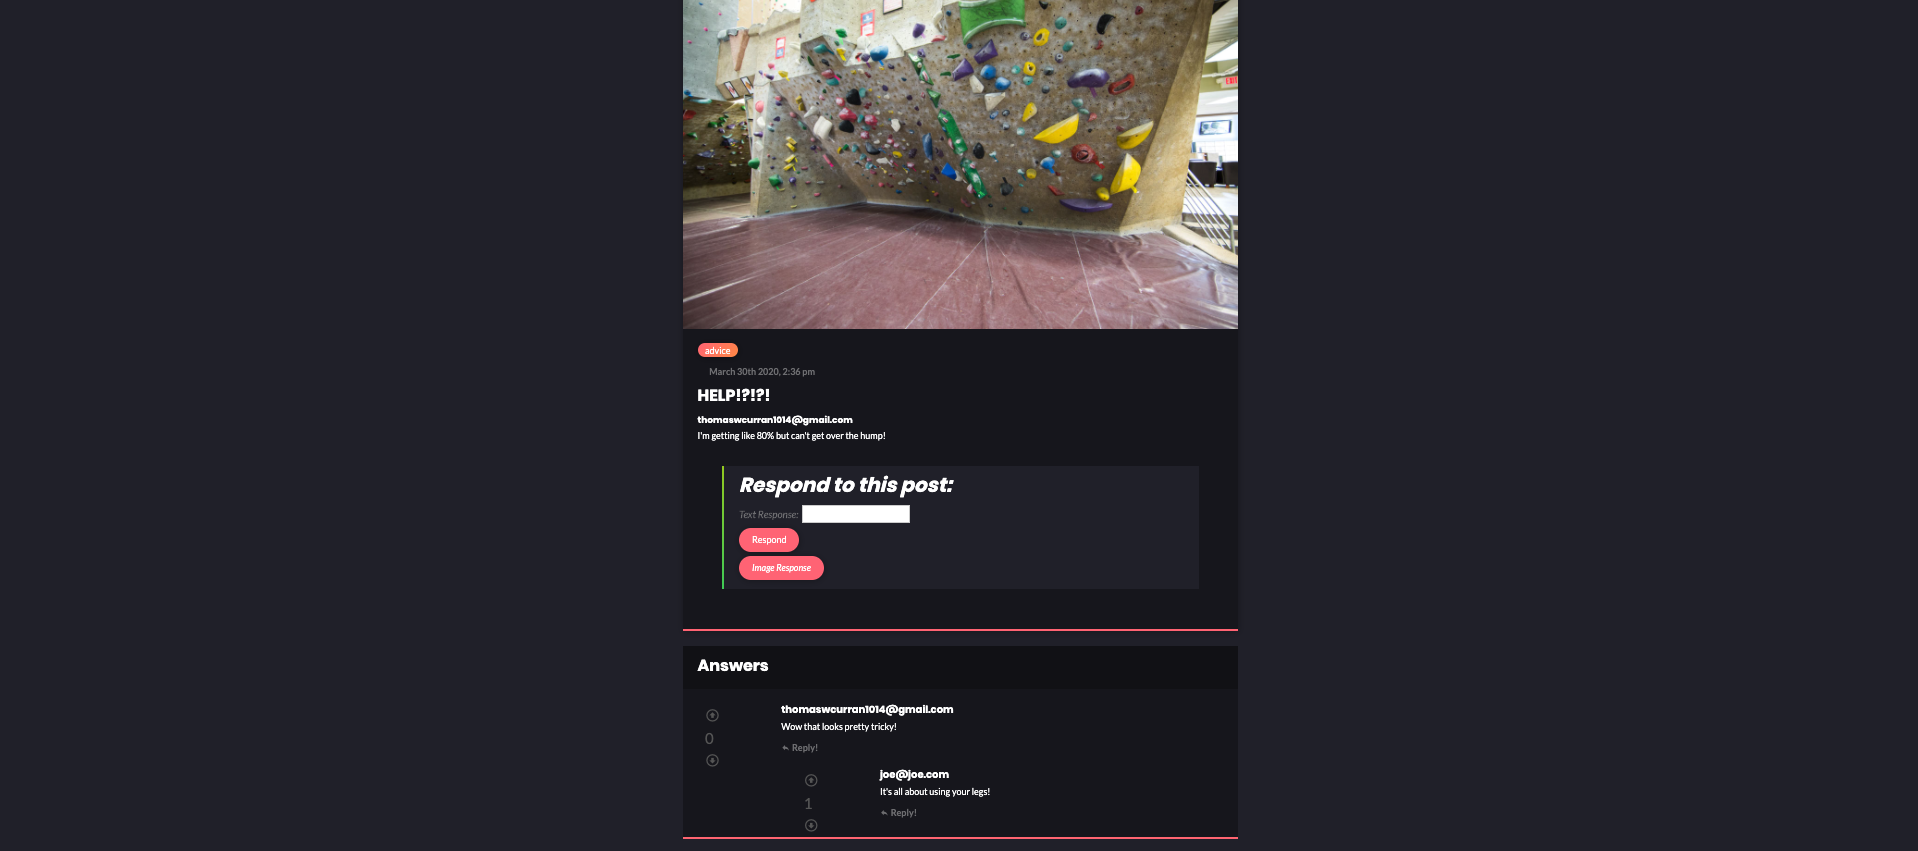 EXIT
advice
March 30th 2020, 2:36 pm
HELP!?!?!
thomaswcurran1014@gmail.com
I'm getting like 80% but can't get over the hump!
Respond to this post:
Text Response:
Respond
Image Response
Answers
thomaswcurran1014@gmail.com
0
Wow that looks pretty tricky!
Reply!
joe@joe.com
1
It's all about using your legs!
Reply!